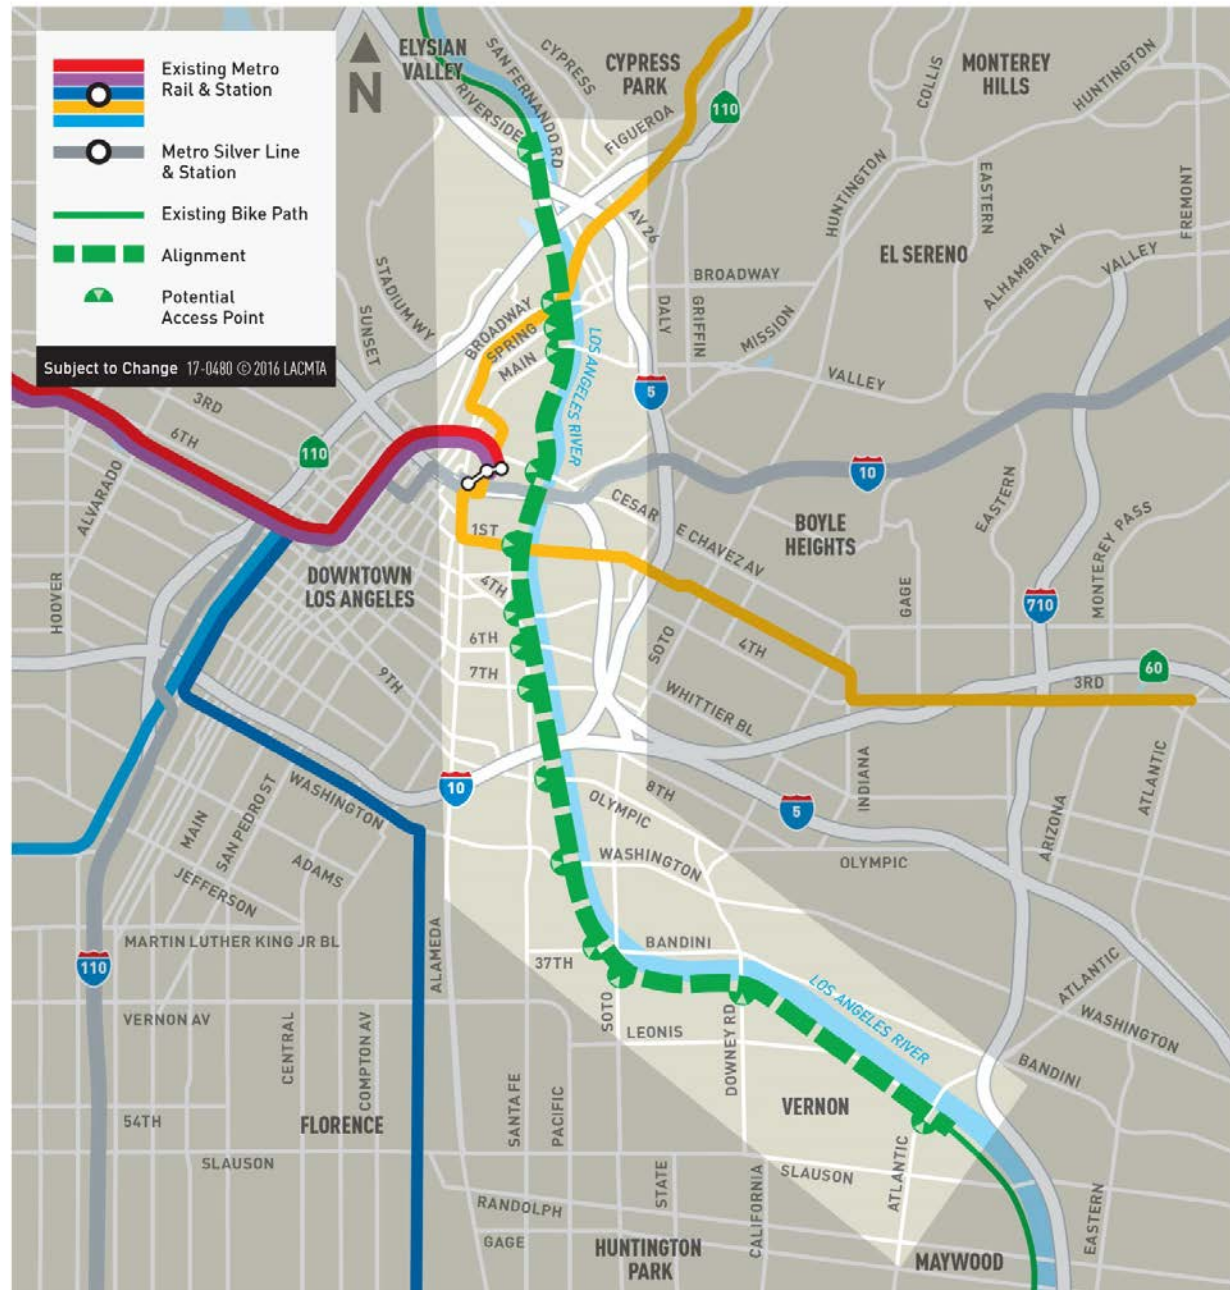 Existing Metro
Rail & Station
Metro Silver Line
& Station
Existing Bike Path
Alignment
Potential
Access Point
Subject to Change 17-0480 © 2016 LACMTA
N
ELYSIAN
VALLEY
SAN FERNANDO RD
CYPRESS
CYPRESS
PARK
RIVERSIDE
FIGUEROA
110
COLLIS
MONTEREY
HILLS
HUNTINGTON
HUNTINGTON
EASTERN
FREMONT
AV 26
EL SERENO
ALHAMBRA AV
VALLEY
STADIUM WY
SUNSET
BROADWAY
SPRING
MAIN
LOS ANGELES RIVER
BROADWAY
DALY
GRIFFIN
MISSION
VALLEY
5
3RD
6TH
110
ALVARADO
HOOVER
10
CESAR
E CHAVEZ AV
BOYLE
HEIGHTS
EASTERN
MONTEREY PASS
GAGE
710
1ST
DOWNTOWN
LOS ANGELES
4TH
6TH
7TH
9TH
SOTO
4TH
WHITTIER BL
60
3RD
INDIANA
ATLANTIC
ARIZONA
10
WASHINGTON
MAIN
SAN PEDRO ST
ADAMS
JEFFERSON
OLYMPIC
8TH
5
WASHINGTON
OLYMPIC
MARTIN LUTHER KING JR BL
110
ALAMEDA
37TH
BANDINI
SOTO
LOS ANGELES RIVER
ATLANTIC
WASHINGTON
BANDINI
VERNON AV
CENTRAL
COMPTON AV
LEONIS
DOWNEY RD
VERNON
54TH
FLORENCE
SANTA FE
PACIFIC
SLAUSON
SLAUSON
ATLANTIC
RANDOLPH
STATE
CALIFORNIA
GAGE
HUNTINGTON
PARK
MAYWOOD
EASTERN